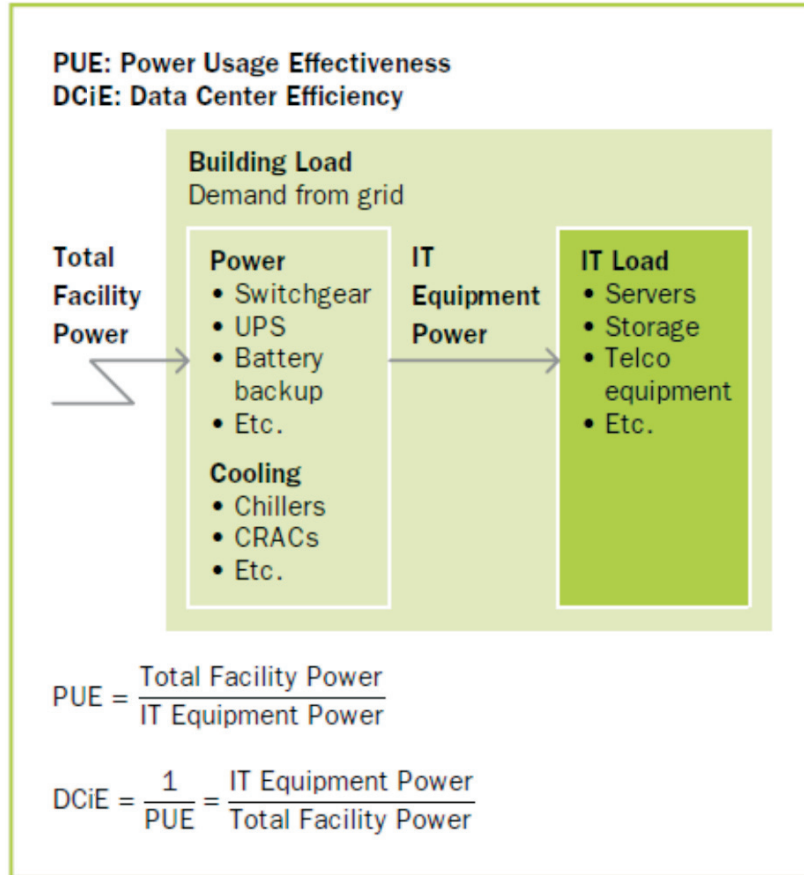 PUE: Power Usage Effectiveness
DCiE: Data Center Efficiency
Building Load
Demand from grid
Total
Facility
Power
Power
• Switchgear
• UPS
• Battery
backup
• Etc.
Cooling
• Chillers
• CRACs
• Etc.
IT
Equipment
Power
IT Load
• Servers
• Storage
• Telco
equipment
• Etc.
PUE = Total Facility Power / IT Equipment Power
DCiE = 1 / PUE = IT Equipment Power / Total Facility Power